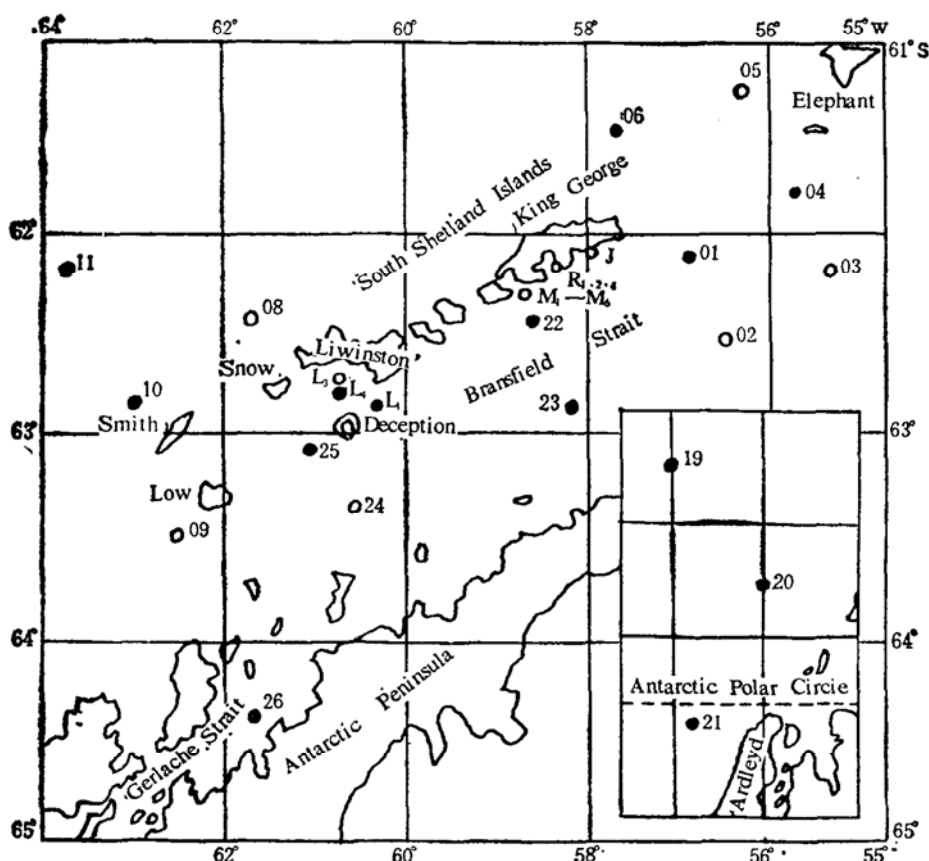 .64° 62° 60° 58° 56° 55° W
61° S
05
Elephant
06
04
South Shetland Islands
King George
62°
01
03
J
R₁.₂.₄
M₁—M₆
11
08
22
02
Bransfield Strait
Liwinston
Snow
L₃
L₄
L₁
10
23
Smith
Deception
63°
63°
25
Low
24
09
19
20
64°
64°
Antarctic Peninsula
26
Gerlache Strait
Antarctic Polar Circie
21
Ardleyd
65°
65°
62° 60° 58° 56° 55°